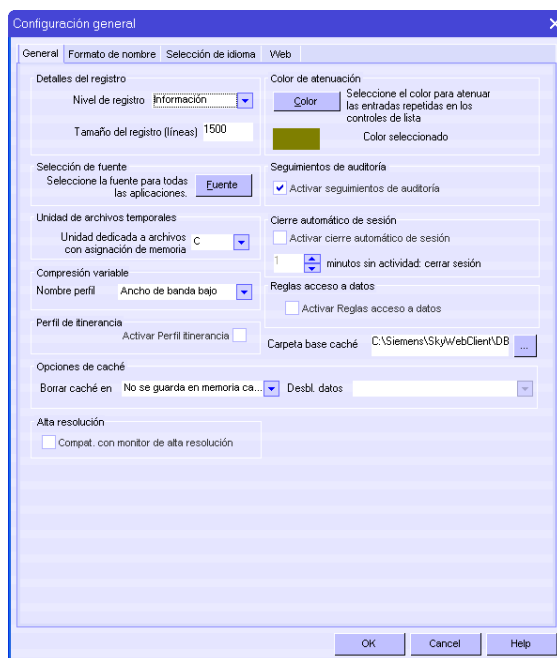 Configuración general
General
Formato de nombre
Selección de idioma
Web
Detalles del registro
Nivel de registro
Información
Tamaño del registro (líneas)
1500
Color de atenuación
Color
Seleccione el color para atenuar
las entradas repetidas en los
controles de lista
Color seleccionado
Selección de fuente
Seleccione la fuente para todas
las aplicaciones.
Fuente
Seguimientos de auditoría
Activar seguimientos de auditoría
Unidad de archivos temporales
Unidad dedicada a archivos
con asignación de memoria
C
Cierre automático de sesión
Activar cierre automático de sesión
1
minutos sin actividad: cerrar sesión
Compresión variable
Nombre perfil
Ancho de banda bajo
Reglas acceso a datos
Activar Reglas acceso a datos
Perfil de itinerancia
Activar Perfil itinerancia
Carpeta base caché
C:\Siemens\SkyWebClient\DB
...
Opciones de caché
Borrar caché en
No se guarda en memoria ca...
Desbl. datos
Alta resolución
Compat. con monitor de alta resolución
OK
Cancel
Help